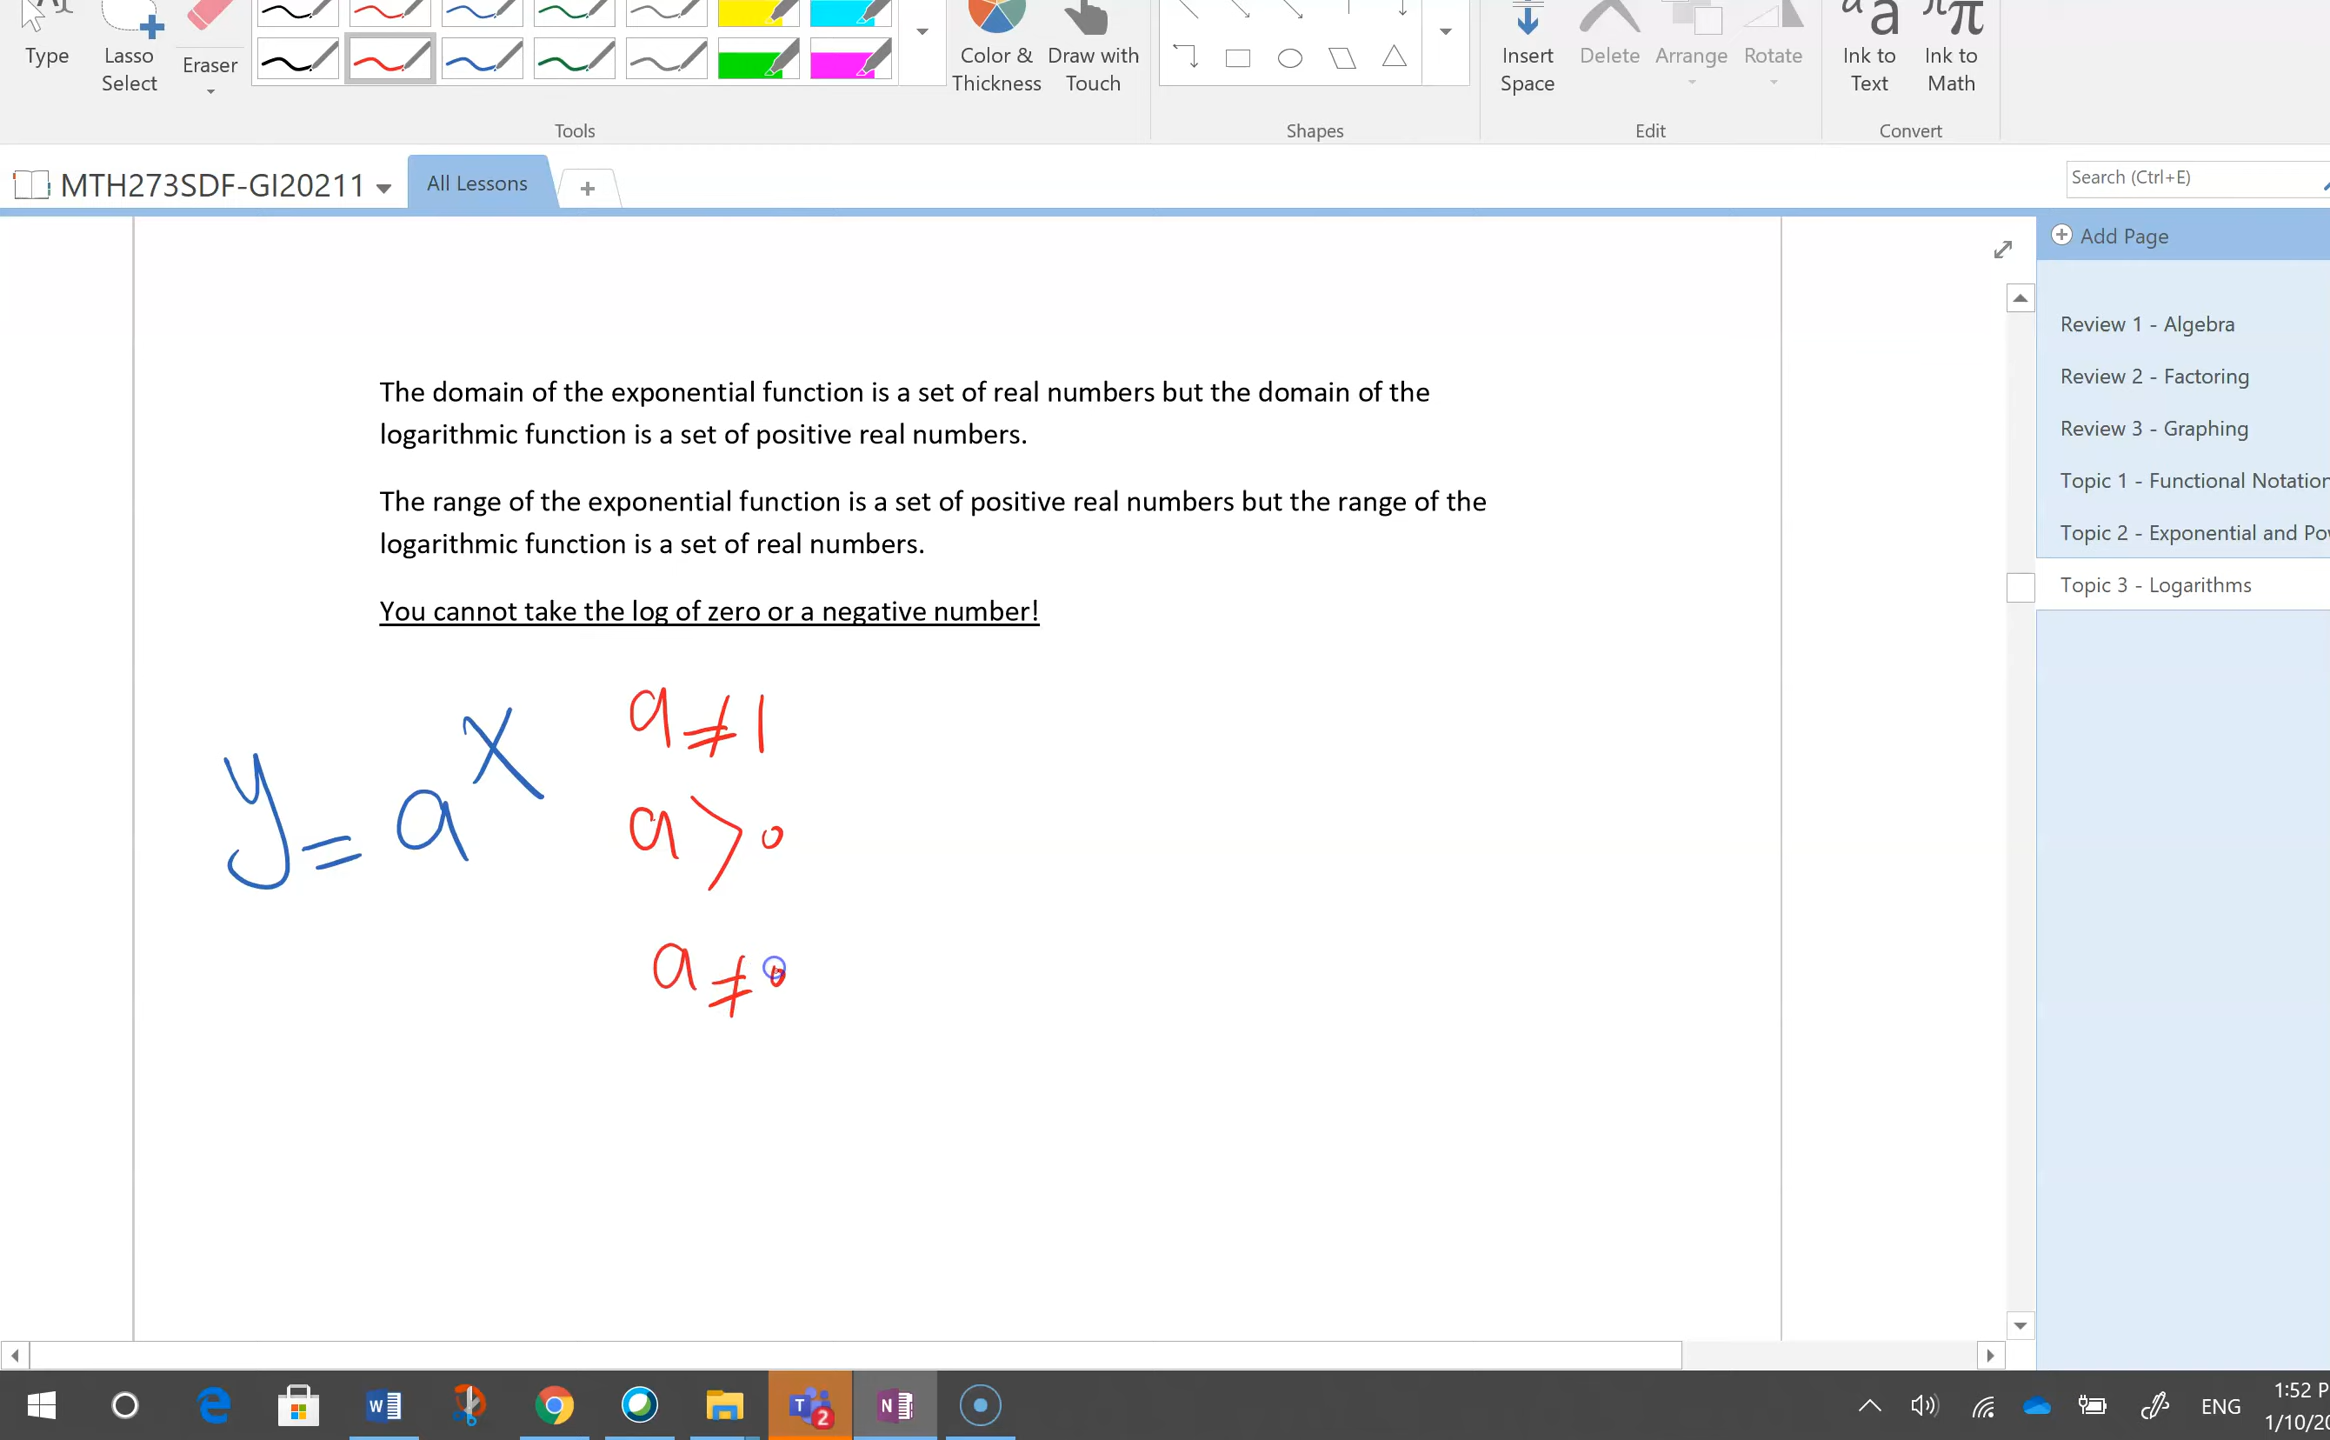 Type
Lasso Select
Eraser
Color & Thickness
Draw with Touch
Insert Space
Delete
Arrange
Rotate
Ink to Text
Ink to Math
Tools
Shapes
Edit
Convert
MTH273SDF-GI20211
All Lessons
Search (Ctrl+E)
Add Page
Review 1 - Algebra
Review 2 - Factoring
Review 3 - Graphing
Topic 1 - Functional Notation
Topic 2 - Exponential and Po
Topic 3 - Logarithms
The domain of the exponential function is a set of real numbers but the domain of the
logarithmic function is a set of positive real numbers.
The range of the exponential function is a set of positive real numbers but the range of the
logarithmic function is a set of real numbers.
You cannot take the log of zero or a negative number!
y = a^x
a ≠ 1
a > 0
a ≠ 0
ENG
1:52 P
1/10/20